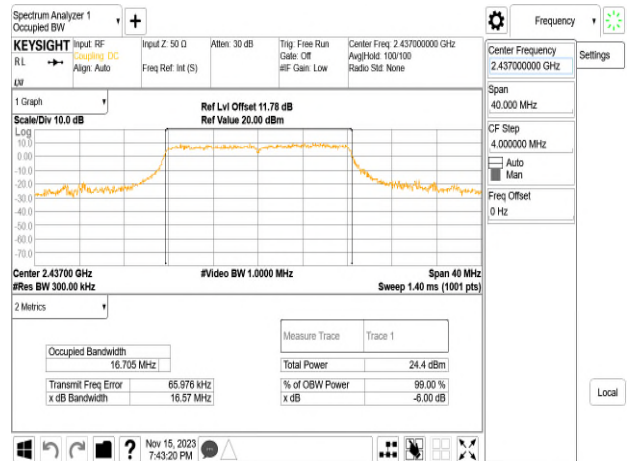 Spectrum Analyzer 1
Occupied BW
Frequency
KEYSIGHT
Input: RF
Coupling: DC
Align: Auto
Input Z: 50 Ω
Freq Ref: Int (S)
Atten: 30 dB
Trig: Free Run
Gate: Off
#IF Gain: Low
Center Freq: 2.437000000 GHz
Avg|Hold: 100/100
Radio Std: None
R L
Center Frequency
2.437000000 GHz
Settings
Span
40.000 MHz
CF Step
4.000000 MHz
Auto
Man
Freq Offset
0 Hz
Local
1 Graph
Scale/Div 10.0 dB
Ref Lvl Offset 11.78 dB
Ref Value 20.00 dBm
Log
10.0
0.00
-10.0
-20.0
-30.0
-40.0
-50.0
-60.0
-70.0
Center 2.43700 GHz
#Video BW 1.0000 MHz
Span 40 MHz
#Res BW 300.00 kHz
Sweep 1.40 ms (1001 pts)
2 Metrics
Measure Trace
Trace 1
Occupied Bandwidth
16.705 MHz
Total Power
24.4 dBm
Transmit Freq Error
65.976 kHz
% of OBW Power
99.00 %
x dB Bandwidth
16.57 MHz
x dB
-6.00 dB
?
Nov 15, 2023
7:43:20 PM